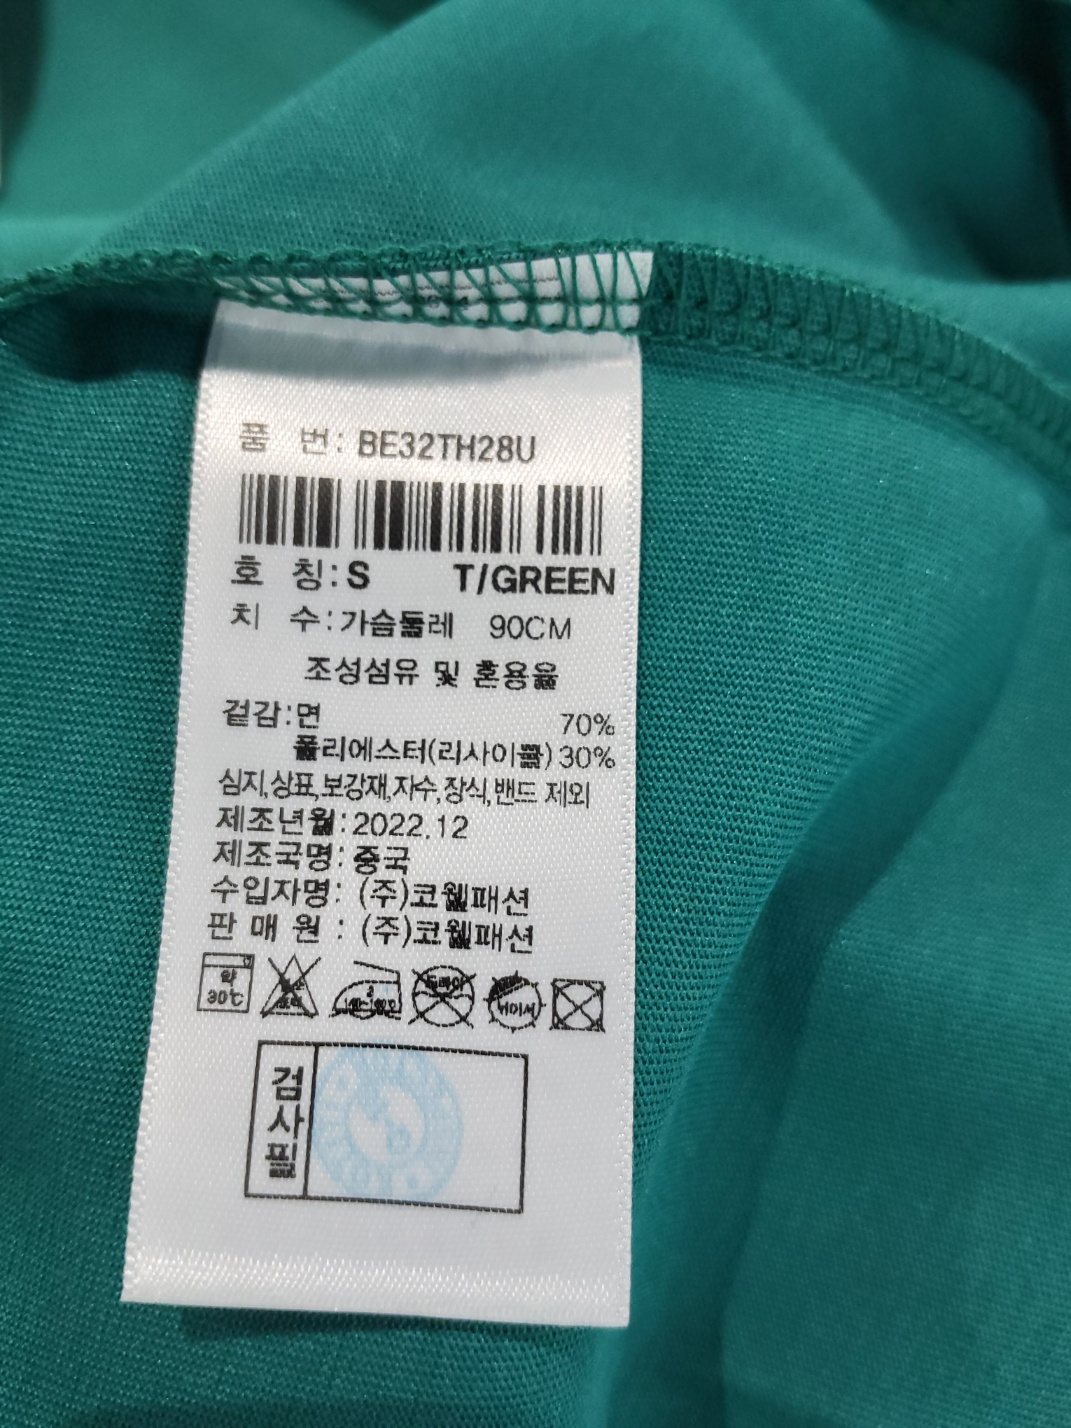 품 번: BE32TH28U
호 칭:S T/GREEN
치 수:가슴둘레 90CM
조성섬유 및 혼용율
겉감:면 70%
폴리에스터(리사이클)30%
심지,상표,보강재,자수,장식,밴드 제외
제조년월:2022.12
제조국명: 중국
수입자명: (주)코웰패션
판 매 원 : (주)코웰패션
약
30℃
검
사
필